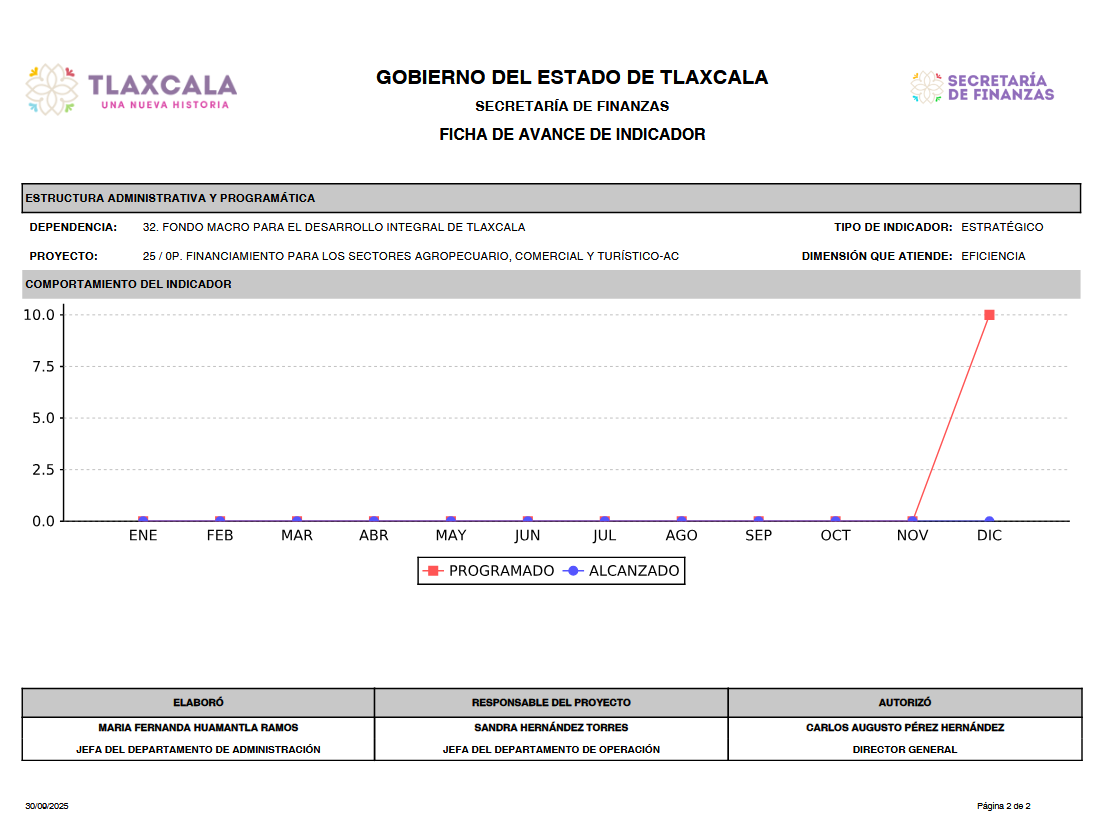 TLAXCALA
UNA NUEVA HISTORIA
GOBIERNO DEL ESTADO DE TLAXCALA
SECRETARÍA DE FINANZAS
FICHA DE AVANCE DE INDICADOR
SECRETARÍA
DE FINANZAS
ESTRUCTURA ADMINISTRATIVA Y PROGRAMÁTICA
DEPENDENCIA: 32. FONDO MACRO PARA EL DESARROLLO INTEGRAL DE TLAXCALA TIPO DE INDICADOR: ESTRATÉGICO
PROYECTO: 25 / 0P. FINANCIAMIENTO PARA LOS SECTORES AGROPECUARIO, COMERCIAL Y TURÍSTICO-AC DIMENSIÓN QUE ATIENDE: EFICIENCIA
COMPORTAMIENTO DEL INDICADOR
10.0
7.5
5.0
2.5
0.0
ENE FEB MAR ABR MAY JUN JUL AGO SEP OCT NOV DIC
PROGRAMADO ALCANZADO
ELABORÓ RESPONSABLE DEL PROYECTO AUTORIZÓ
MARIA FERNANDA HUAMANTLA RAMOS SANDRA HERNÁNDEZ TORRES CARLOS AUGUSTO PÉREZ HERNÁNDEZ
JEFA DEL DEPARTAMENTO DE ADMINISTRACIÓN JEFA DEL DEPARTAMENTO DE OPERACIÓN DIRECTOR GENERAL
30/09/2025 Página 2 de 2